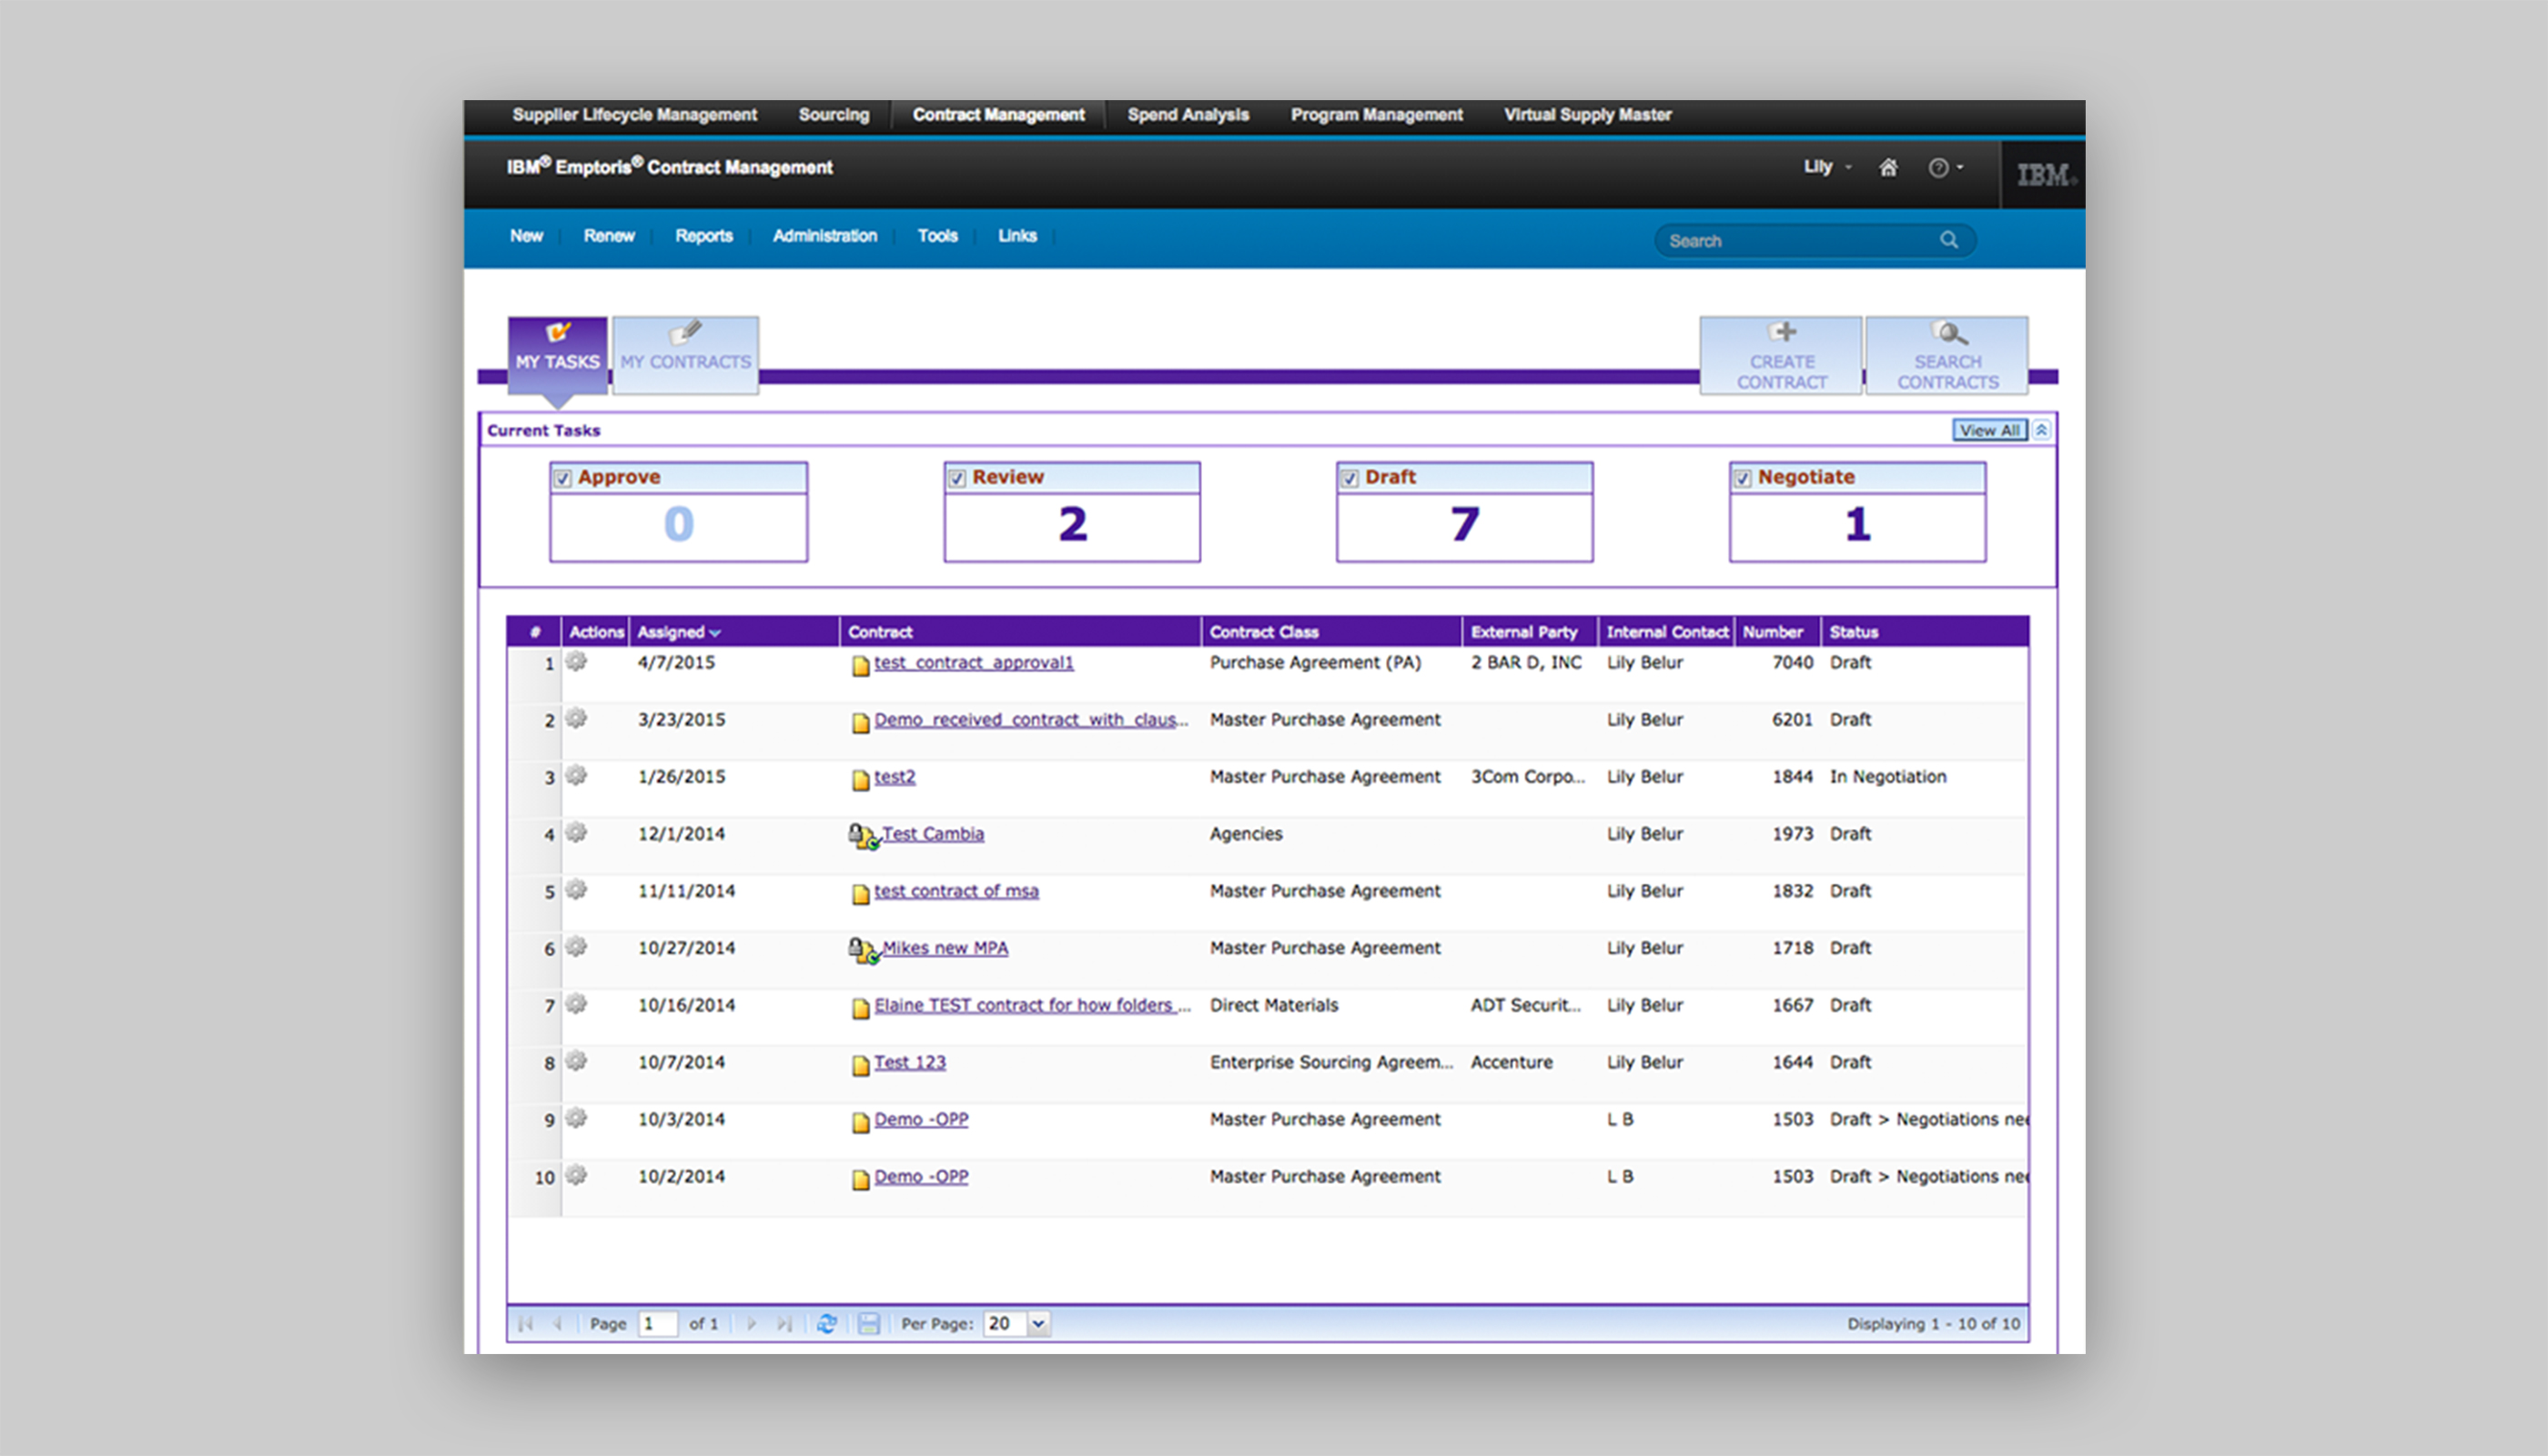 Supplier Lifecycle Management Sourcing Contract Management Spend Analysis Program Management Virtual Supply Master
IBM® Emptoris® Contract Management Lily IBM
New Renew Reports Administration Tools Links Search
MY TASKS MY CONTRACTS CREATE CONTRACT SEARCH CONTRACTS
Current Tasks View All
Approve Review Draft Negotiate
0 2 7 1
# Actions Assigned Contract Contract Class External Party Internal Contact Number Status
1 4/7/2015 test_contract_approval1 Purchase Agreement (PA) 2 BAR D, INC Lily Belur 7040 Draft
2 3/23/2015 Demo_received_contract_with_claus... Master Purchase Agreement Lily Belur 6201 Draft
3 1/26/2015 test2 Master Purchase Agreement 3Com Corpo... Lily Belur 1844 In Negotiation
4 12/1/2014 Test Cambia Agencies Lily Belur 1973 Draft
5 11/11/2014 test contract of msa Master Purchase Agreement Lily Belur 1832 Draft
6 10/27/2014 Mikes new MPA Master Purchase Agreement Lily Belur 1718 Draft
7 10/16/2014 Elaine TEST contract for how folders ... Direct Materials ADT Securit... Lily Belur 1667 Draft
8 10/7/2014 Test 123 Enterprise Sourcing Agreem... Accenture Lily Belur 1644 Draft
9 10/3/2014 Demo -OPP Master Purchase Agreement L B 1503 Draft > Negotiations nee
10 10/2/2014 Demo -OPP Master Purchase Agreement L B 1503 Draft > Negotiations nee
Page 1 of 1 Per Page: 20 Displaying 1 - 10 of 10